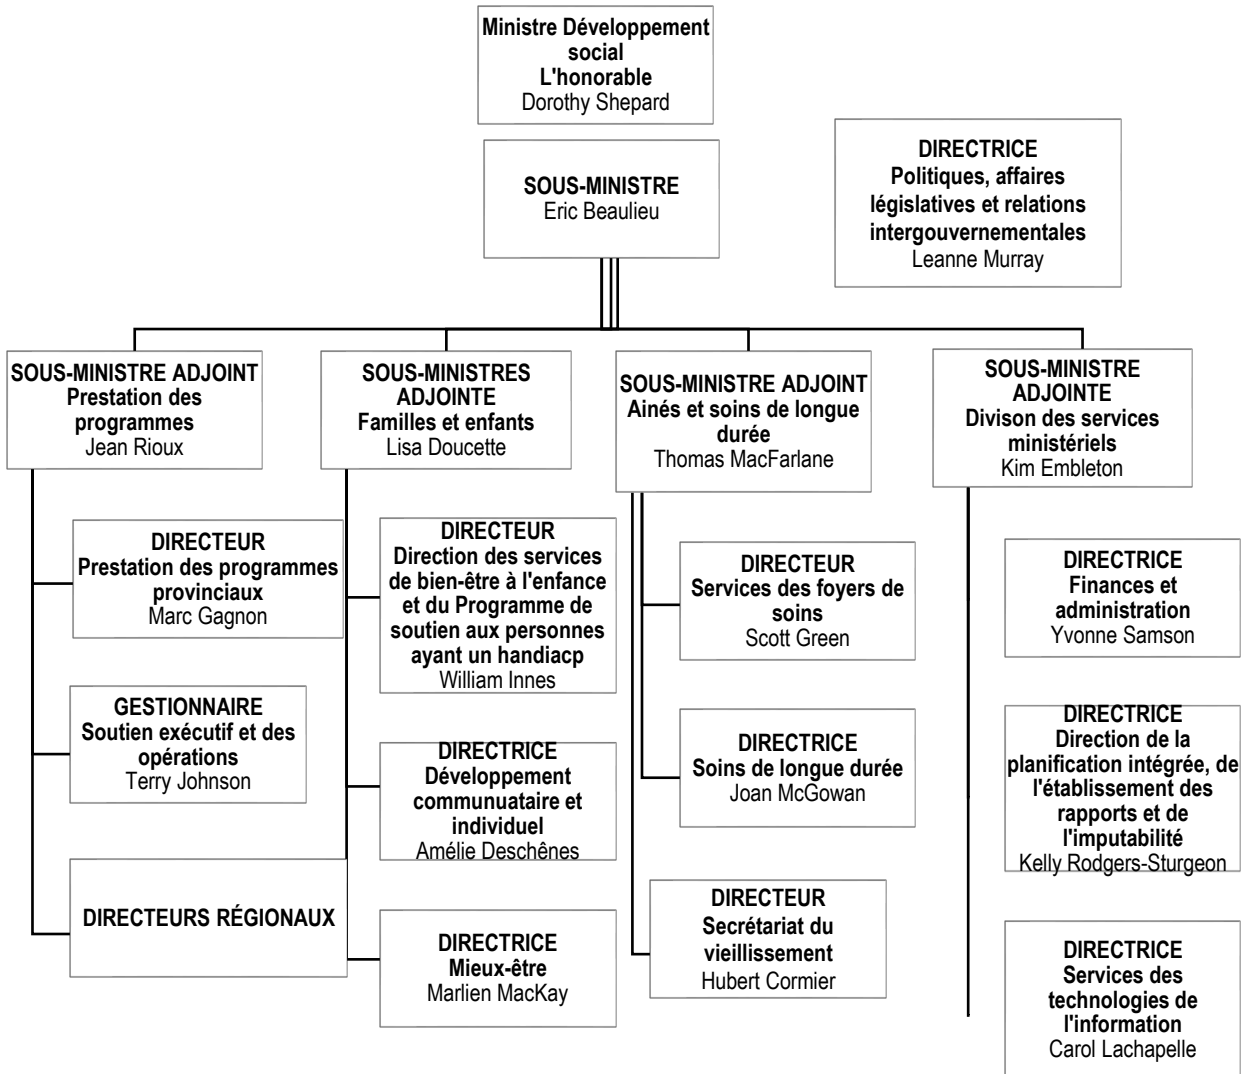 Ministre Développement
social
L'honorable
Dorothy Shepard
SOUS-MINISTRE
Eric Beaulieu
DIRECTRICE
Politiques, affaires
législatives et relations
intergouvernementales
Leanne Murray
SOUS-MINISTRE ADJOINT
Prestation des
programmes
Jean Rioux
SOUS-MINISTRES
ADJOINTE
Familles et enfants
Lisa Doucette
SOUS-MINISTRE ADJOINT
Ainés et soins de longue
durée
Thomas MacFarlane
SOUS-MINISTRE
ADJOINTE
Divison des services
ministériels
Kim Embleton
DIRECTEUR
Prestation des programmes
provinciaux
Marc Gagnon
GESTIONNAIRE
Soutien exécutif et des
opérations
Terry Johnson
DIRECTEURS RÉGIONAUX
DIRECTEUR
Direction des services
de bien-être à l'enfance
et du Programme de
soutien aux personnes
ayant un handiacp
William Innes
DIRECTRICE
Développement
communuataire et
individuel
Amélie Deschênes
DIRECTRICE
Mieux-être
Marlien MacKay
DIRECTEUR
Services des foyers de
soins
Scott Green
DIRECTRICE
Soins de longue durée
Joan McGowan
DIRECTEUR
Secrétariat du
vieillissement
Hubert Cormier
DIRECTRICE
Finances et
administration
Yvonne Samson
DIRECTRICE
Direction de la
planification intégrée, de
l'établissement des
rapports et de
l'imputabilité
Kelly Rodgers-Sturgeon
DIRECTRICE
Services des
technologies de
l'information
Carol Lachapelle